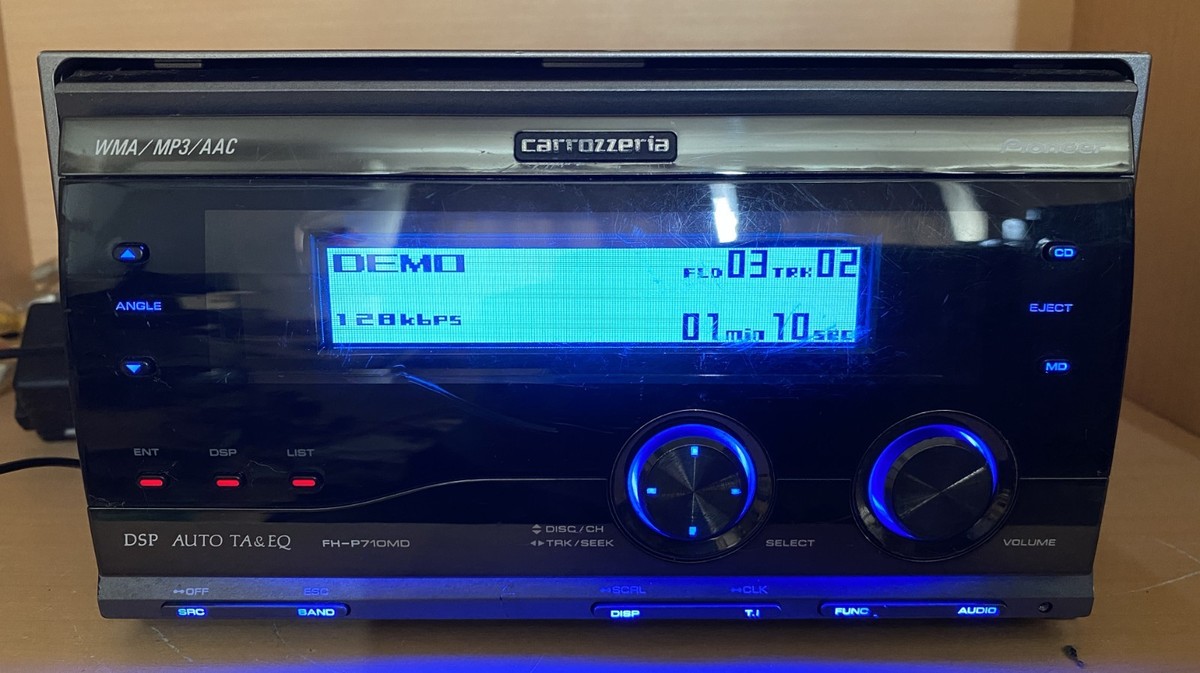 WMA/MP3/AAC
carrozzeria
Pioneer
DEMO
FLD 03 TRK 02
128kbps
01 min 10 sec
CD
ANGLE
EJECT
MD
ENT DSP LIST
DSP AUTO TA&EQ
FH-P710MD
DISC/CH
TRK/SEEK
SELECT
VOLUME
OFF
ESC
SCRL
CLK
SRC
BAND
DISP
T.I
FUNC
AUDIO